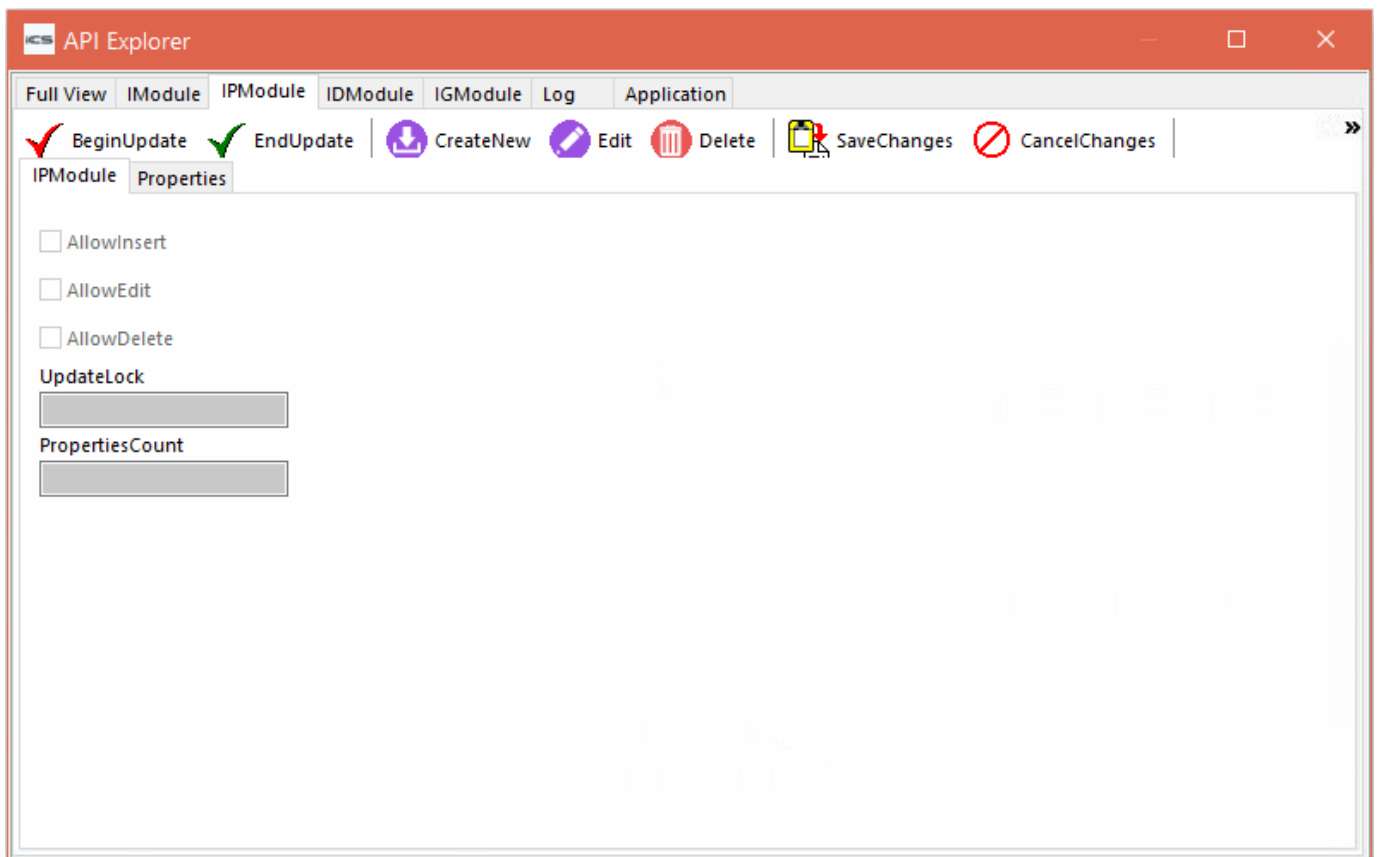 ics API Explorer
Full View IModule IPModule IDModule IGModule Log Application
BeginUpdate EndUpdate CreateNew Edit Delete SaveChanges CancelChanges »
IPModule Properties
AllowInsert
AllowEdit
AllowDelete
UpdateLock
PropertiesCount